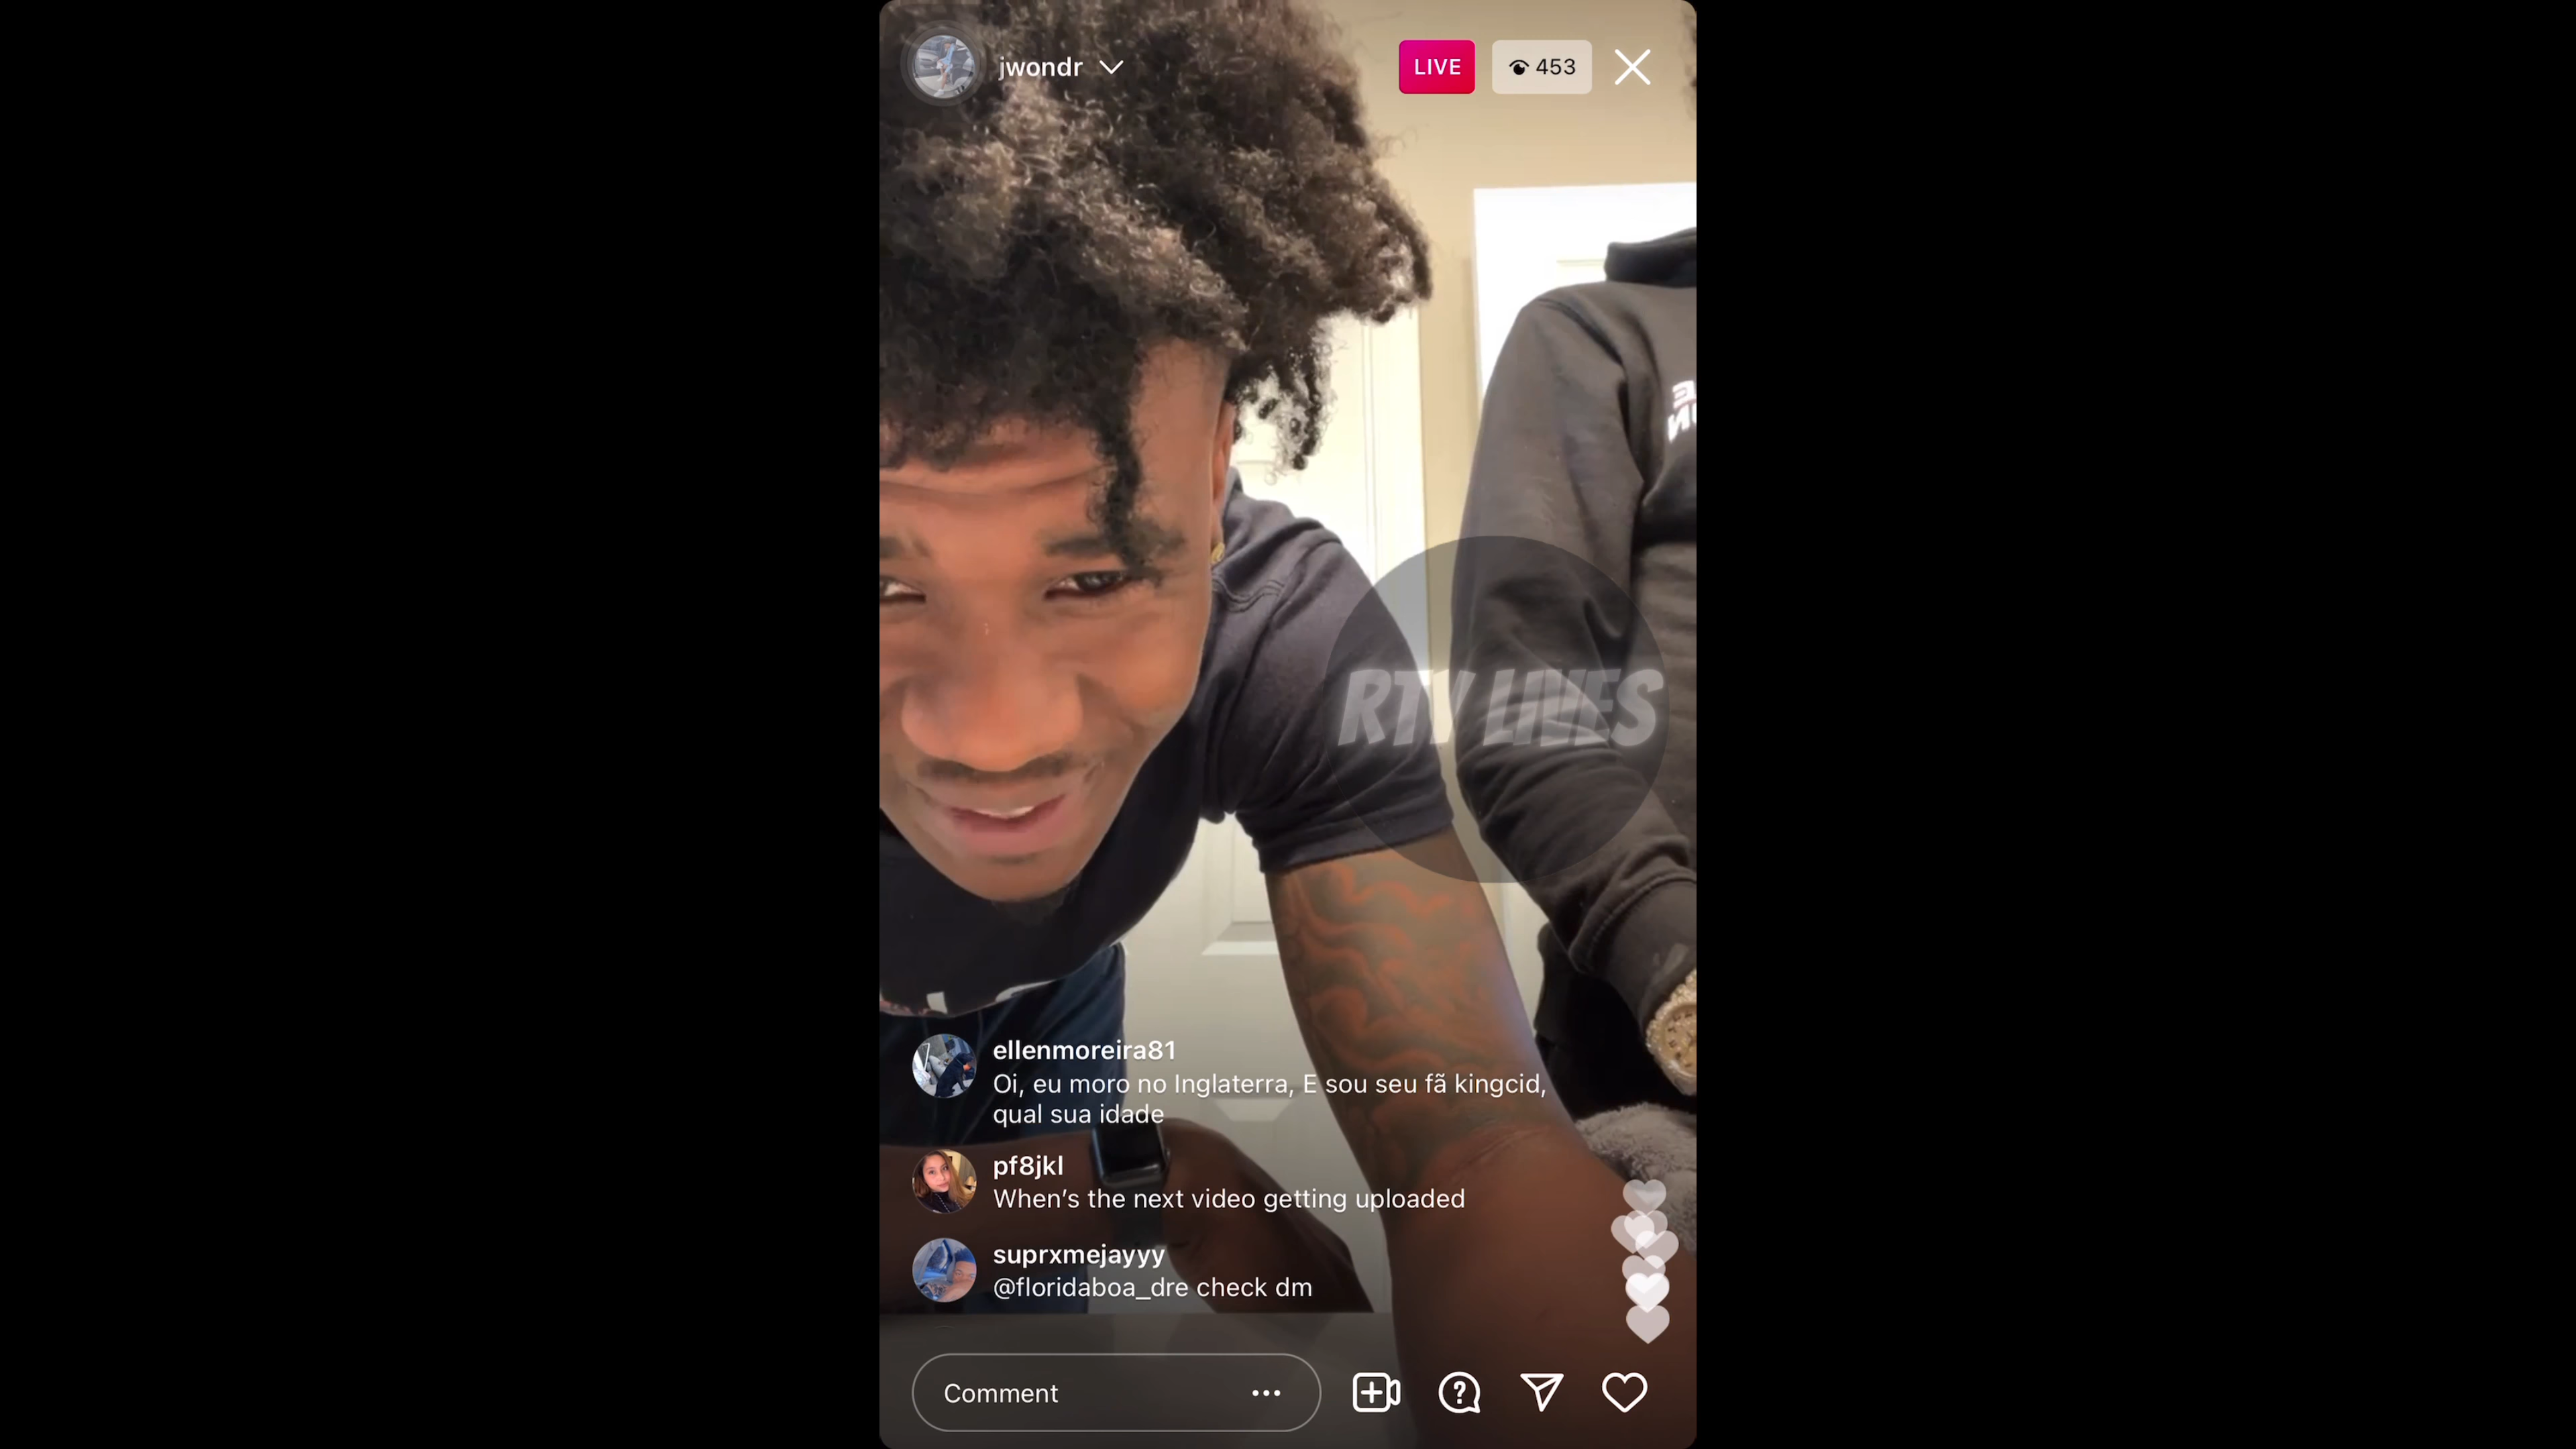 jwondr
LIVE
453
RTV LIVES
ellenmoreira81
Oi, eu moro no Inglaterra, E sou seu fã kingcid,
qual sua idade
pf8jkl
When’s the next video getting uploaded
suprxmejayyy
@floridaboa_dre check dm
Comment